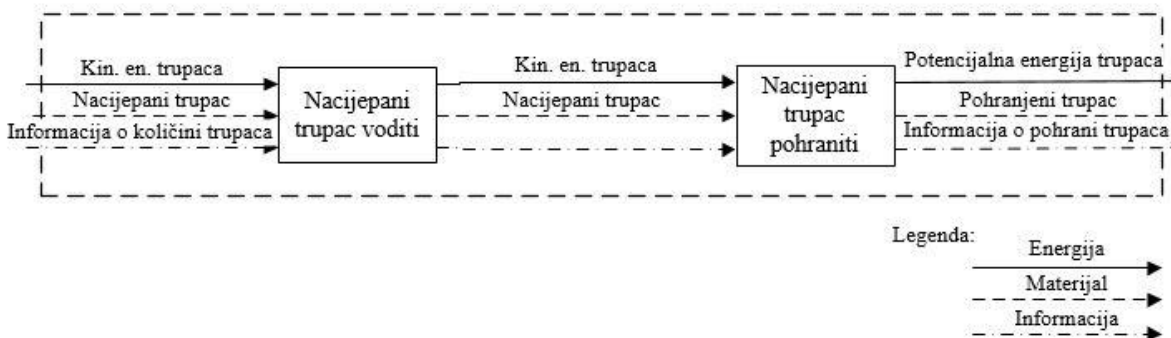 Kin. en. trupaca
Nacijepani trupac
Informacija o količini trupaca
Nacijepani
trupac voditi
Kin. en. trupaca
Nacijepani trupac
Nacijepani
trupac
pohraniti
Potencijalna energija trupaca
Pohranjeni trupac
Informacija o pohrani trupaca
Legenda:
Energija
Materijal
Informacija